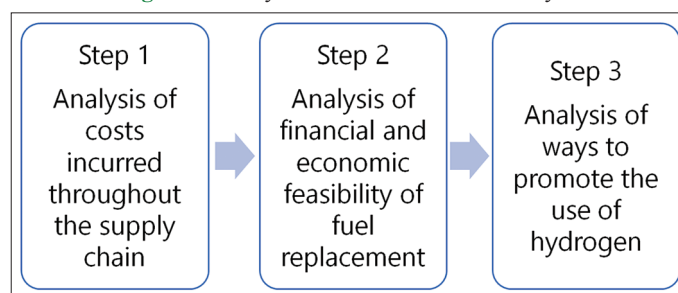 Step 1
Analysis of
costs
incurred
throughout
the supply
chain
Step 2
Analysis of
financial and
economic
feasibility of
fuel
replacement
Step 3
Analysis of
ways to
promote the
use of
hydrogen